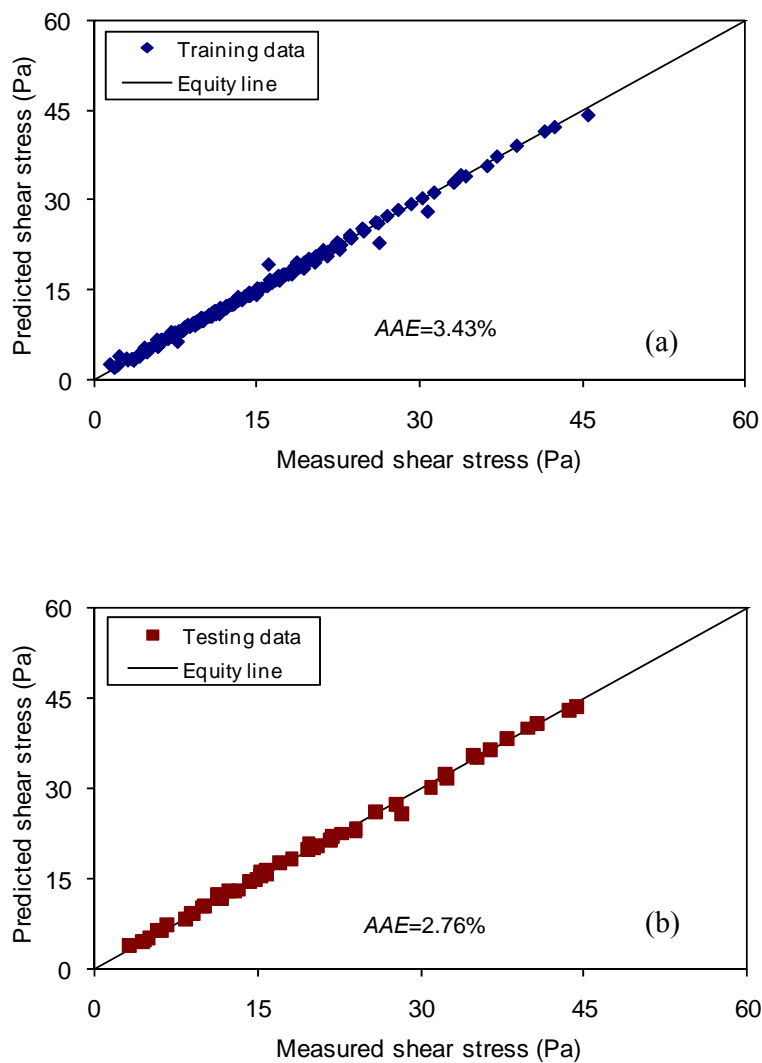 60
45
30
15
0
Predicted shear stress (Pa)
Training data
Equity line
AAE=3.43%
(a)
0 15 30 45 60
Measured shear stress (Pa)
60
45
30
15
0
Predicted shear stress (Pa)
Testing data
Equity line
AAE=2.76%
(b)
0 15 30 45 60
Measured shear stress (Pa)